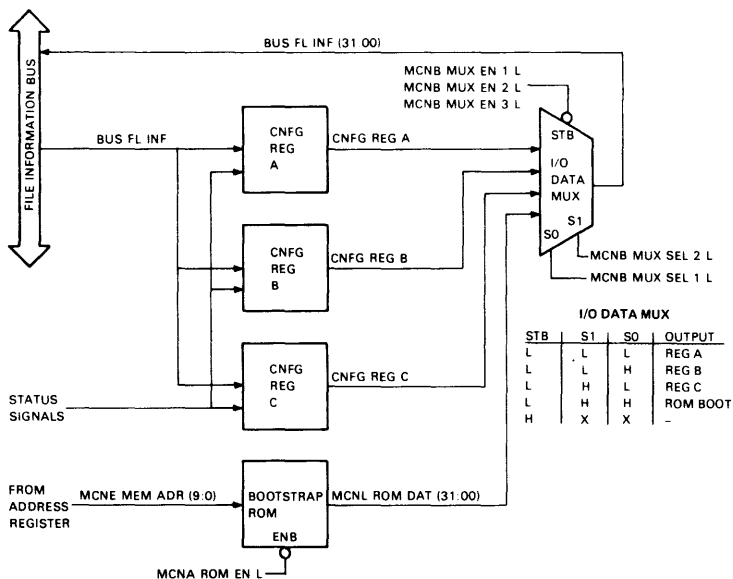 BUS FL INF (31:00)
MCNB MUX EN 1 L
MCNB MUX EN 2 L
MCNB MUX EN 3 L
FILE INFORMATION BUS
BUS FL INF
CNFG
REG
A
CNFG REG A
STB
I/O
DATA
MUX
S1
S0
CNFG
REG
B
CNFG REG B
MCNB MUX SEL 2 L
MCNB MUX SEL 1 L
I/O DATA MUX
STB S1 S0 OUTPUT
L L L REG A
L L H REG B
L H L REG C
L H H ROM BOOT
H X X –
CNFG
REG
C
CNFG REG C
STATUS
SIGNALS
FROM
ADDRESS
REGISTER
MCNE MEM ADR (9:0)
BOOTSTRAP
ROM
ENB
MCNL ROM DAT (31:00)
MCNA ROM EN L